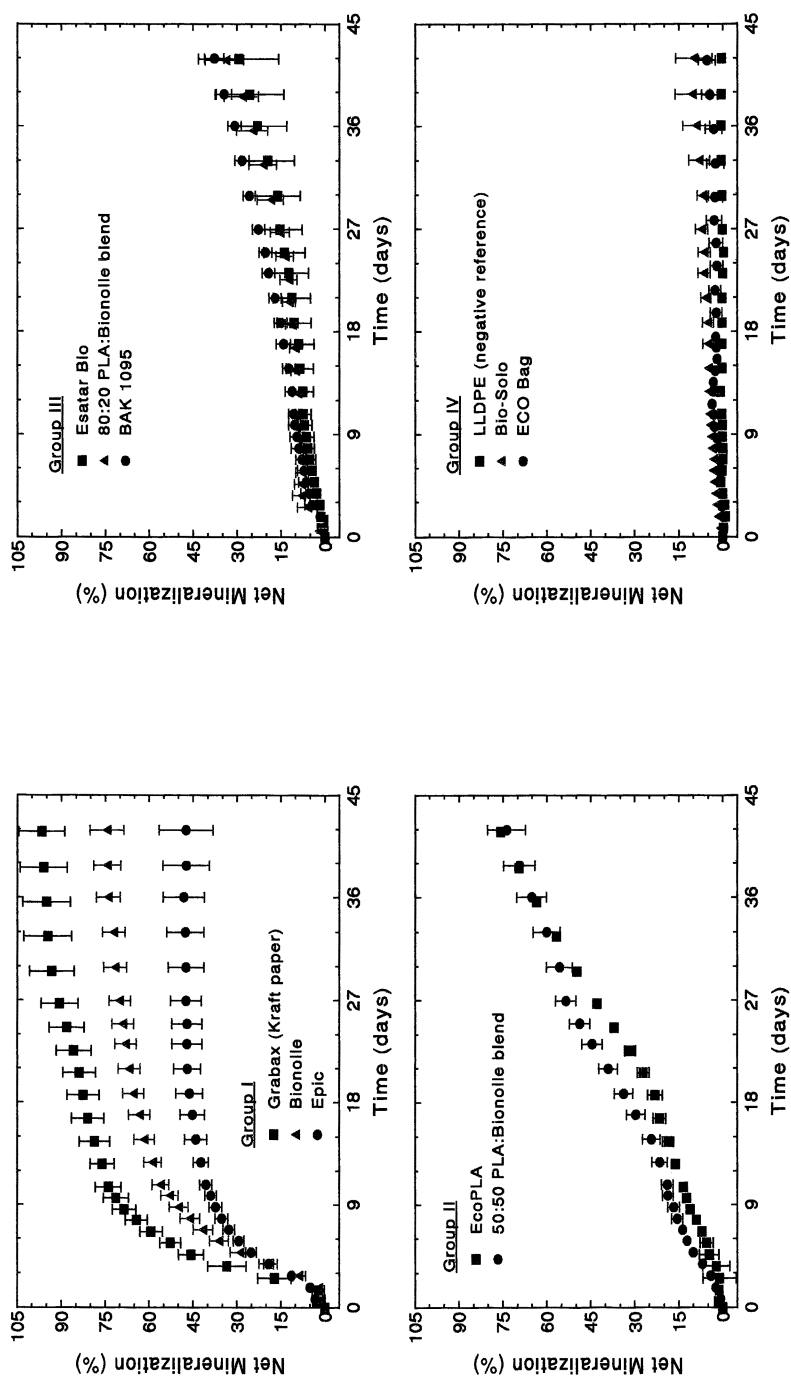 105
90
75
60
45
30
15
0
Net Mineralization (%)
Group I
Grabax (Kraft paper)
Bionolle
Epic
0
9
18
27
36
45
Time (days)
105
90
75
60
45
30
15
0
Net Mineralization (%)
Group II
EcoPLA
50:50 PLA:Bionolle blend
0
9
18
27
36
45
Time (days)
105
90
75
60
45
30
15
0
Net Mineralization (%)
Group III
Esatar Bio
80:20 PLA:Bionolle blend
BAK 1095
0
9
18
27
36
45
Time (days)
105
90
75
60
45
30
15
0
Net Mineralization (%)
Group IV
LLDPE (negative reference)
Bio-Solo
ECO Bag
0
9
18
27
36
45
Time (days)